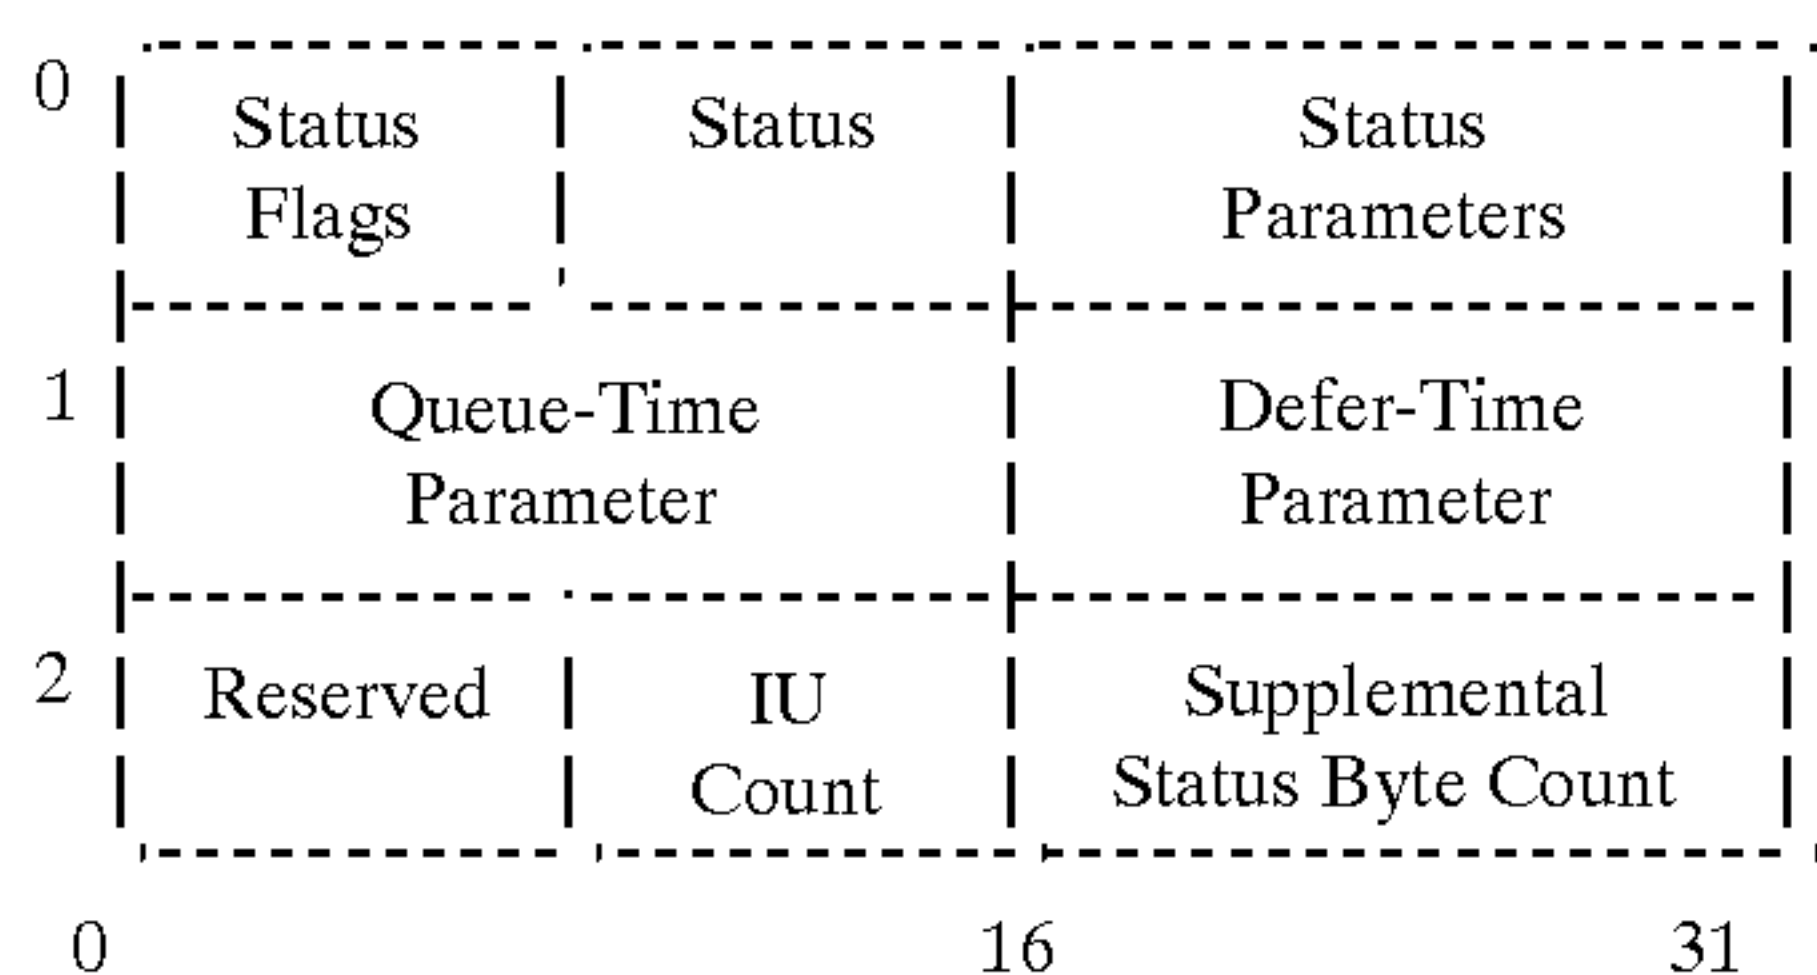 0
Status Status Status
Flags Parameters
1
Queue-Time Defer-Time
Parameter Parameter
2
Reserved IU Supplemental
Count Status Byte Count
0 16 31